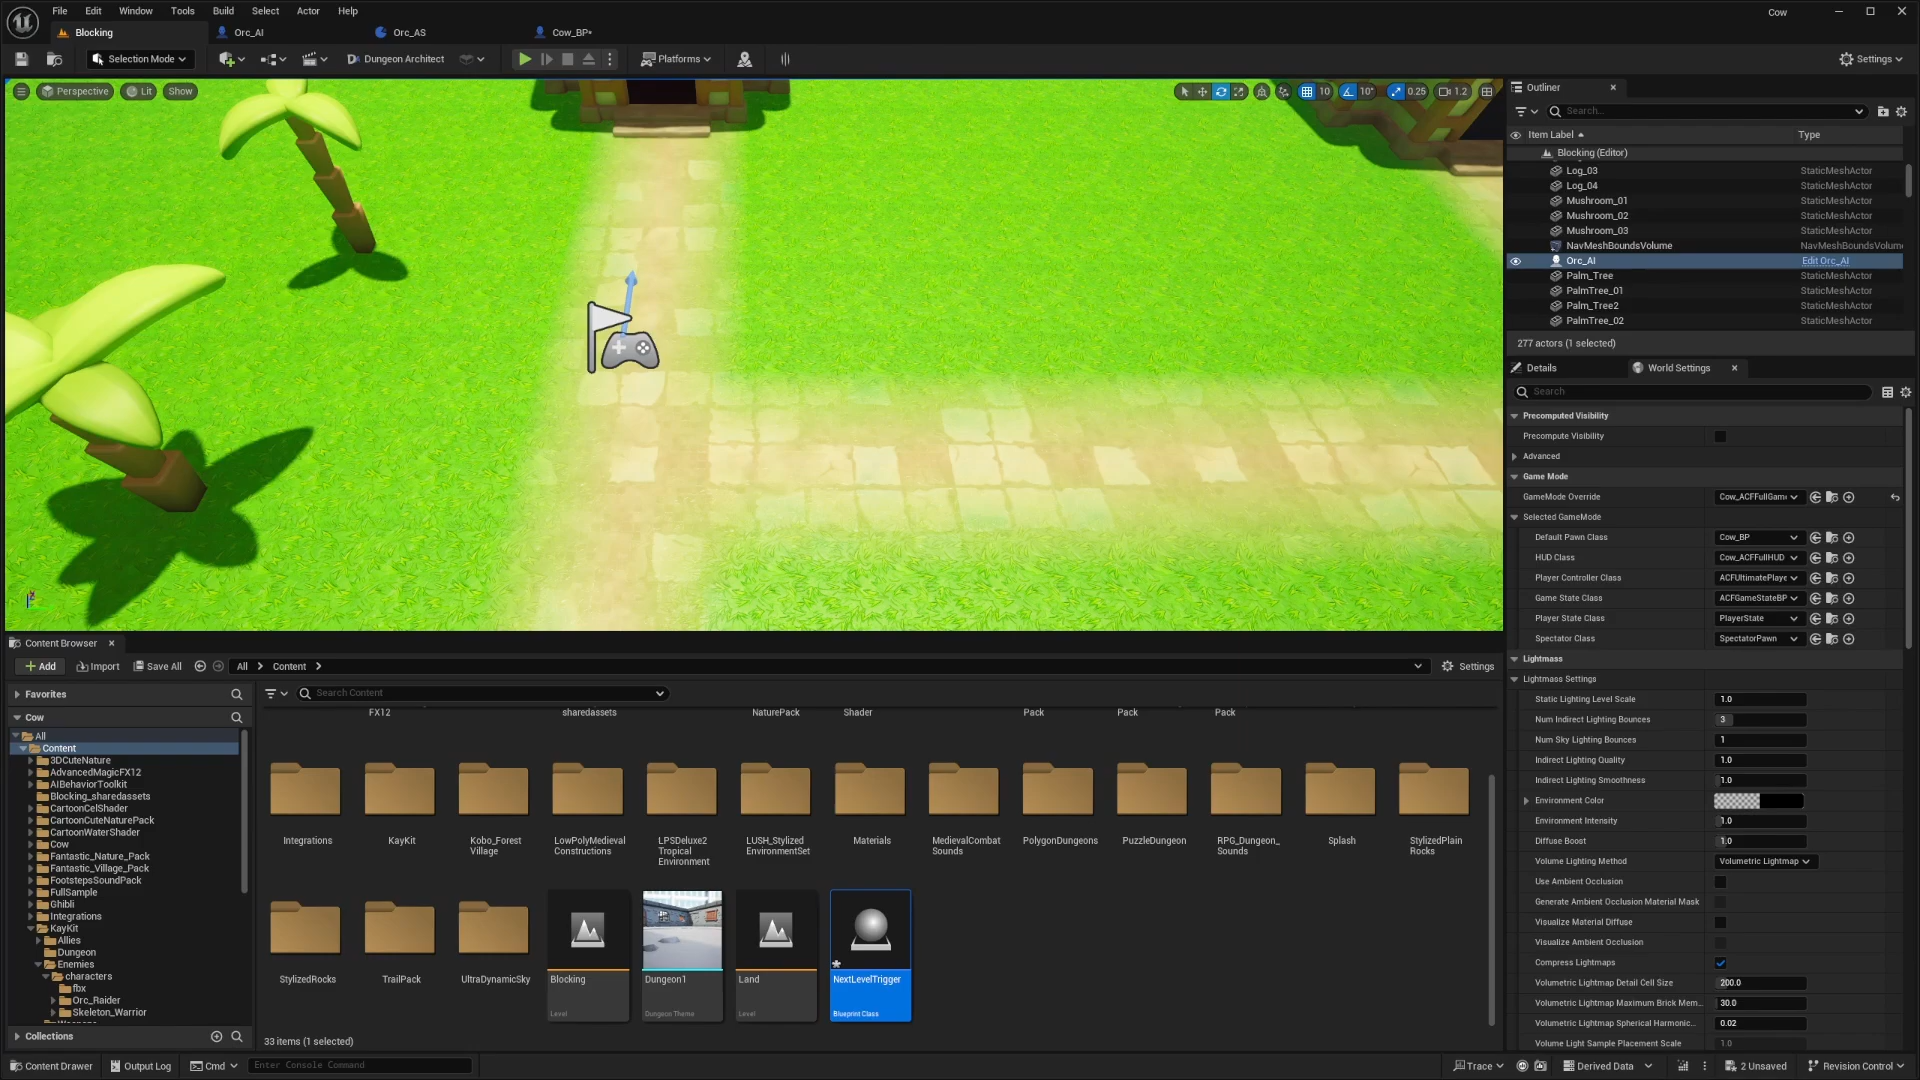 File Edit Window Tools Build Select Actor Help
Cow
Blocking
Orc_AI
Orc_AS
Cow_BP*
Selection Mode
Dungeon Architect
Platforms
Settings
Perspective Lit Show
10 10° 0.25 1.2
Outliner
Search...
Item Label Type
Blocking (Editor)
Log_03 StaticMeshActor
Log_04 StaticMeshActor
Mushroom_01 StaticMeshActor
Mushroom_02 StaticMeshActor
Mushroom_03 StaticMeshActor
NavMeshBoundsVolume NavMeshBoundsVolume
Orc_AI Edit Orc_AI
Palm_Tree StaticMeshActor
PalmTree_01 StaticMeshActor
Palm_Tree2 StaticMeshActor
PalmTree_02 StaticMeshActor
277 actors (1 selected)
Details
World Settings
Search
Precomputed Visibility
Precompute Visibility
Advanced
Game Mode
GameMode Override Cow_ACFFullGam
Selected GameMode
Default Pawn Class Cow_BP
HUD Class Cow_ACFFullHUD
Player Controller Class ACFUltimatePlaye
Game State Class ACFGameStateBP
Player State Class PlayerState
Spectator Class SpectatorPawn
Lightmass
Lightmass Settings
Static Lighting Level Scale 1.0
Num Indirect Lighting Bounces 3
Num Sky Lighting Bounces 1
Indirect Lighting Quality 1.0
Indirect Lighting Smoothness 1.0
Environment Color
Environment Intensity 1.0
Diffuse Boost 1.0
Volume Lighting Method Volumetric Lightmap
Use Ambient Occlusion
Generate Ambient Occlusion Material Mask
Visualize Material Diffuse
Visualize Ambient Occlusion
Compress Lightmaps
Volumetric Lightmap Detail Cell Size 200.0
Volumetric Lightmap Maximum Brick Mem... 30.0
Volumetric Lightmap Spherical Harmonic... 0.02
Volume Light Sample Placement Scale 1.0
Content Browser
Add Import Save All All Content Settings
Favorites
Cow
All
Content
3DCuteNature
AdvancedMagicFX12
AIBehaviorToolkit
Blocking_sharedassets
CartoonCelShader
CartoonCuteNaturePack
CartoonWaterShader
Cow
Fantastic_Nature_Pack
Fantastic_Village_Pack
FootstepsSoundPack
FullSample
Ghibli
Integrations
KayKit
Allies
Dungeon
Enemies
characters
fbx
Orc_Raider
Skeleton_Warrior
Collections
Search Content
FX12 sharedassets NaturePack Shader Pack Pack Pack
Integrations
KayKit
Kobo_Forest
Village
LowPolyMedieval
Constructions
LPSDeluxe2
Tropical
Environment
LUSH_Stylized
EnvironmentSet
Materials
MedievalCombat
Sounds
PolygonDungeons
PuzzleDungeon
RPG_Dungeon_
Sounds
Splash
StylizedPlain
Rocks
StylizedRocks
TrailPack
UltraDynamicSky
Blocking
Level
Dungeon1
Dungeon Theme
Land
Level
NextLevelTrigger
Blueprint Class
33 items (1 selected)
Content Drawer Output Log Cmd Enter Console Command
Trace Derived Data 2 Unsaved Revision Control